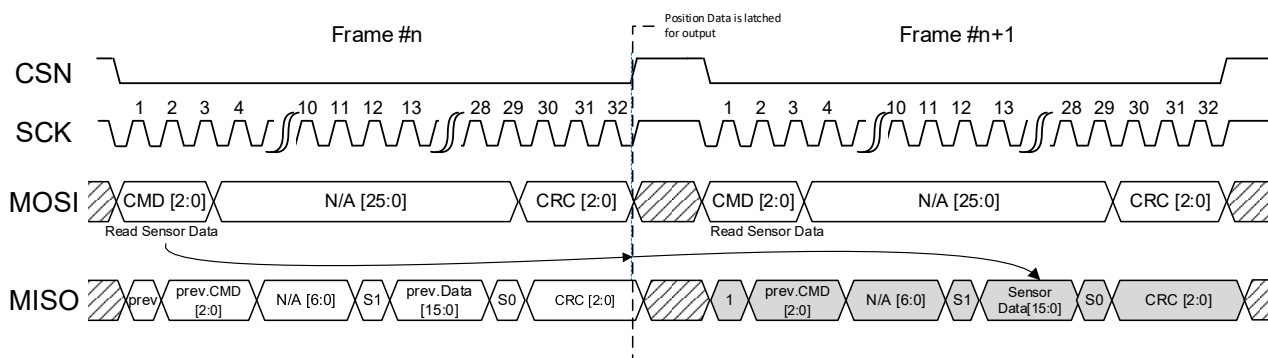 Frame #n
Position Data is latched
for output
Frame #n+1
CSN
1 2 3 4 10 11 12 13 28 29 30 31 32 1 2 3 4 10 11 12 13 28 29 30 31 32
SCK
MOSI CMD [2:0] N/A [25:0] CRC [2:0] CMD [2:0] N/A [25:0] CRC [2:0]
Read Sensor Data Read Sensor Data
MISO prev prev.CMD
[2:0] N/A [6:0] S1 prev.Data
[15:0] S0 CRC [2:0] 1 prev.CMD
[2:0] N/A [6:0] S1 Sensor
Data[15:0] S0 CRC [2:0]